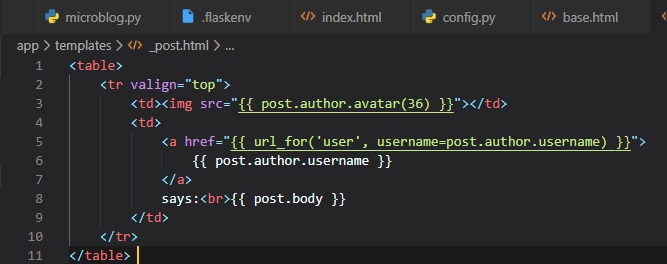 microblog.py .flaskenv index.html config.py base.html
app > templates > _post.html > ...
1 <table>
2     <tr valign="top">
3         <td><img src="{{ post.author.avatar(36) }}"></td>
4         <td>
5             <a href="{{ url_for('user', username=post.author.username) }}">
6                 {{ post.author.username }}
7             </a>
8             says:<br>{{ post.body }}
9         </td>
10     </tr>
11 </table>